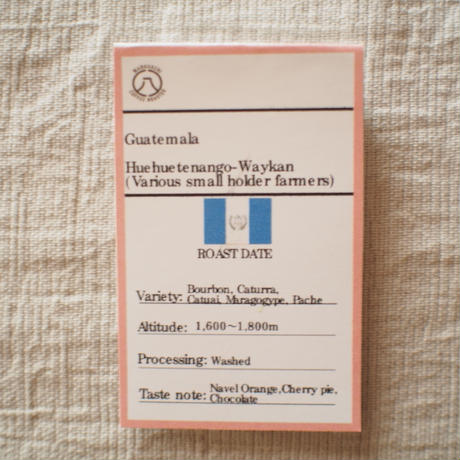 Guatemala
Huehuetenango-Waykan
(Various small holder farmers)
ROAST DATE
Variety: Bourbon, Caturra,
Catuai, Maragogype, Pache
Altitude: 1,600～1,800m
Processing: Washed
Taste note: Navel Orange,Cherry pie,
Chocolate